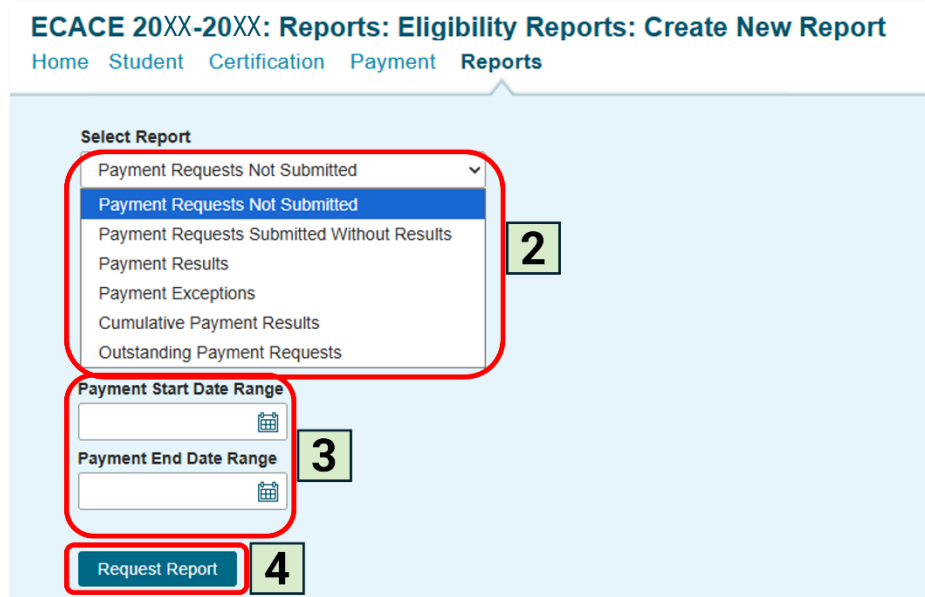 ECACE 20XX-20XX: Reports: Eligibility Reports: Create New Report
Home Student Certification Payment Reports
Select Report
Payment Requests Not Submitted
Payment Requests Not Submitted
Payment Requests Submitted Without Results
Payment Results
Payment Exceptions
Cumulative Payment Results
Outstanding Payment Requests
2
Payment Start Date Range
Payment End Date Range
3
Request Report
4